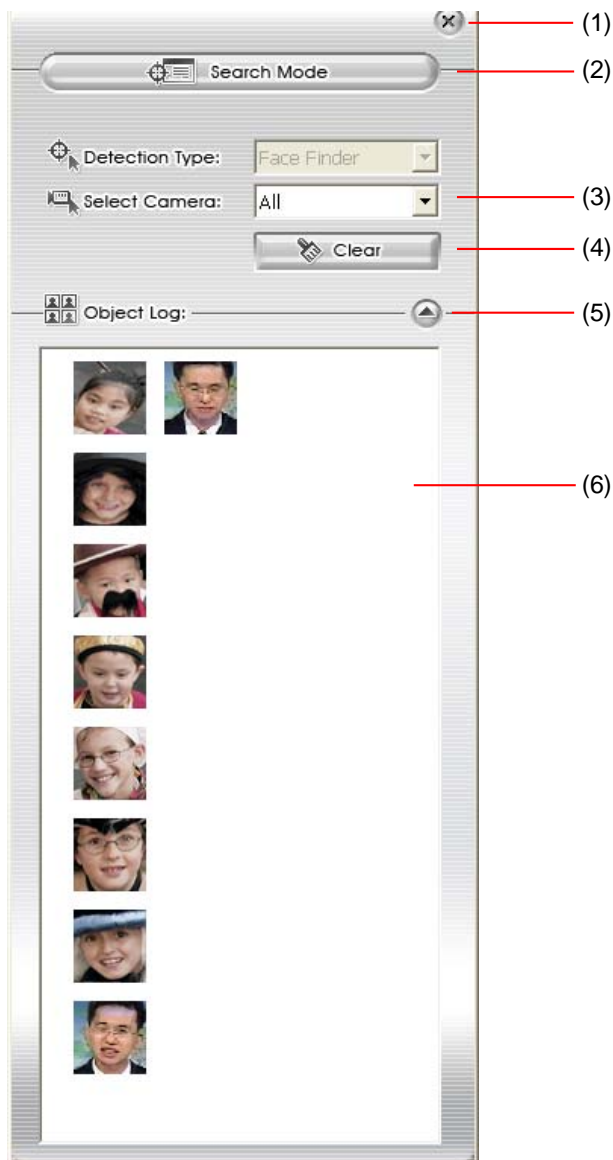 (1)
Search Mode
(2)
Detection Type: Face Finder
Select Camera: All
(3)
Clear
(4)
Object Log:
(5)
(6)